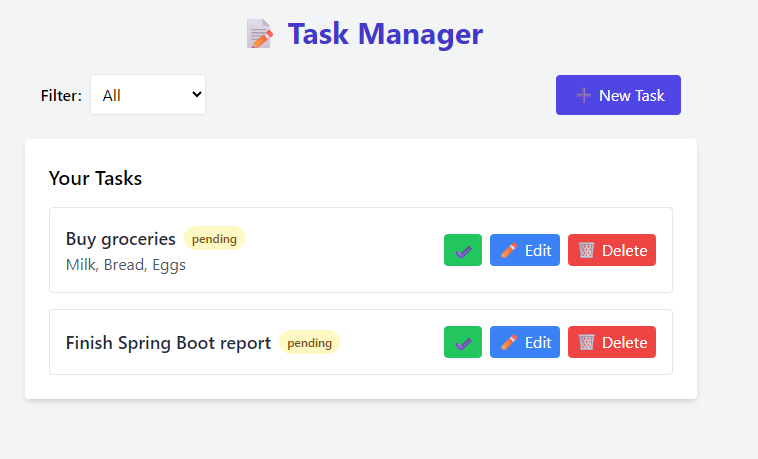 Task Manager
Filter: All
New Task
Your Tasks
Buy groceries pending
Milk, Bread, Eggs
Edit Delete
Finish Spring Boot report pending
Edit Delete